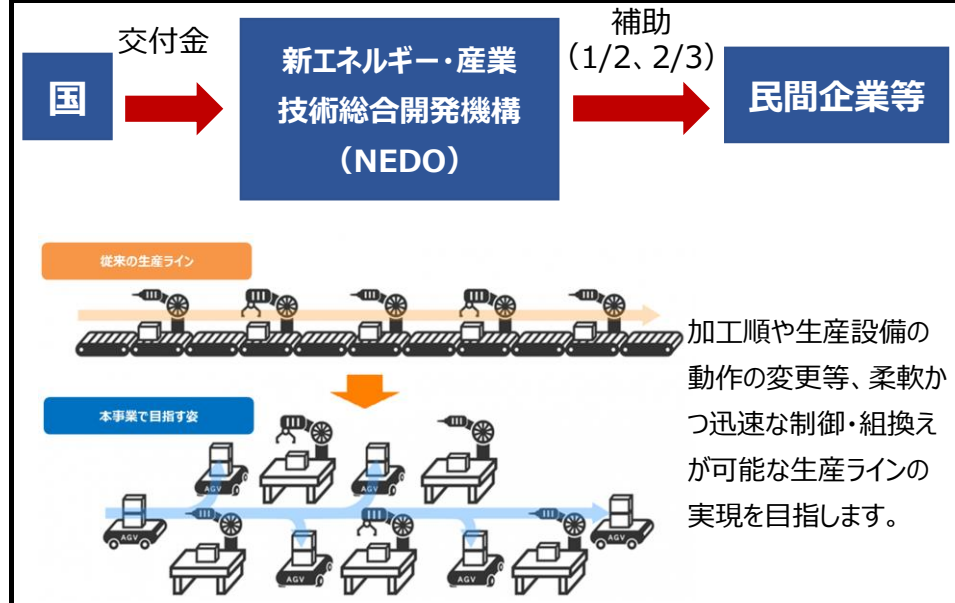 交付金
補助
（1/2、2/3）
国
新エネルギー・産業
技術総合開発機構
（NEDO）
民間企業等
従来の生産ライン
加工順や生産設備の
動作の変更等、柔軟か
つ迅速な制御・組換え
が可能な生産ラインの
実現を目指します。
本事業で目指す姿
AGV
AGV
AGV
AGV
AGV
AGV